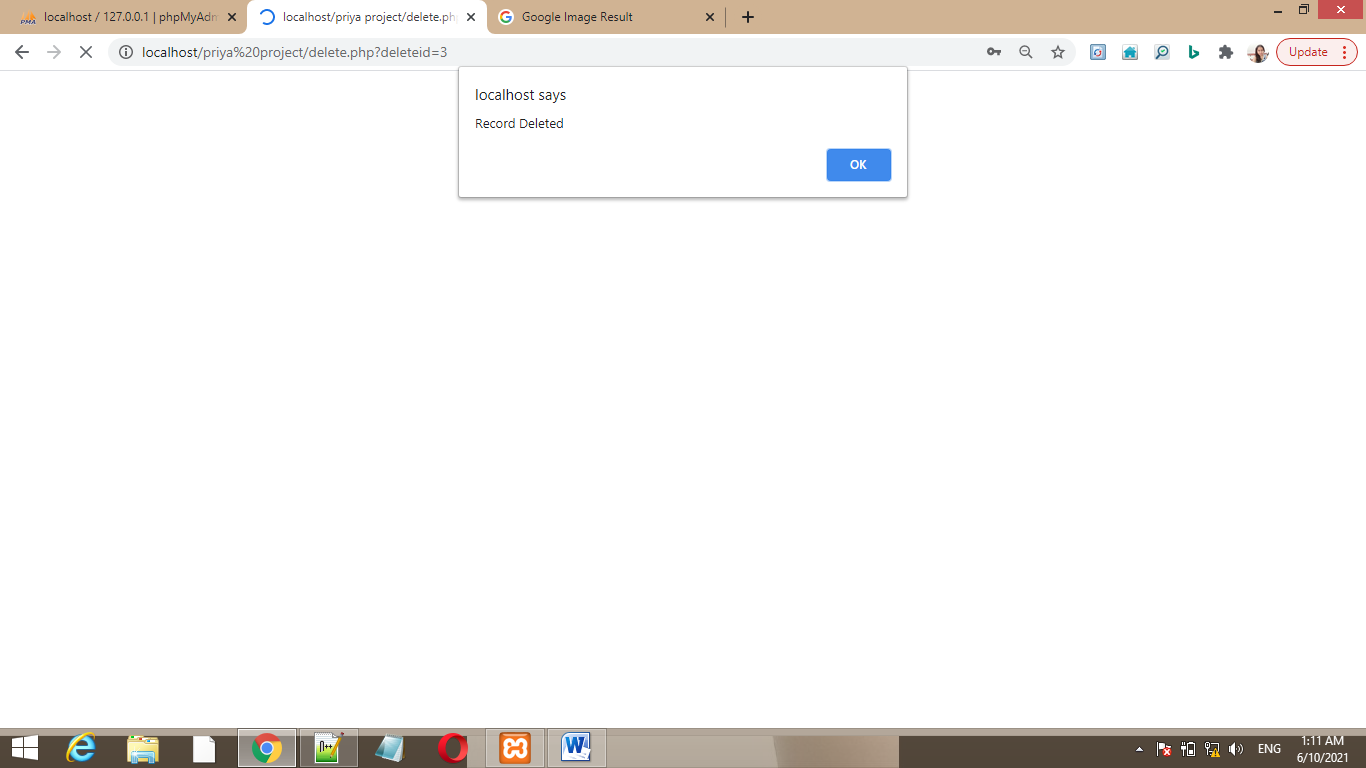 localhost / 127.0.0.1 | phpMyAdm
localhost/priya project/delete.php
Google Image Result
localhost/priya%20project/delete.php?deleteid=3
Update
localhost says
Record Deleted
OK
ENG
1:11 AM
6/10/2021